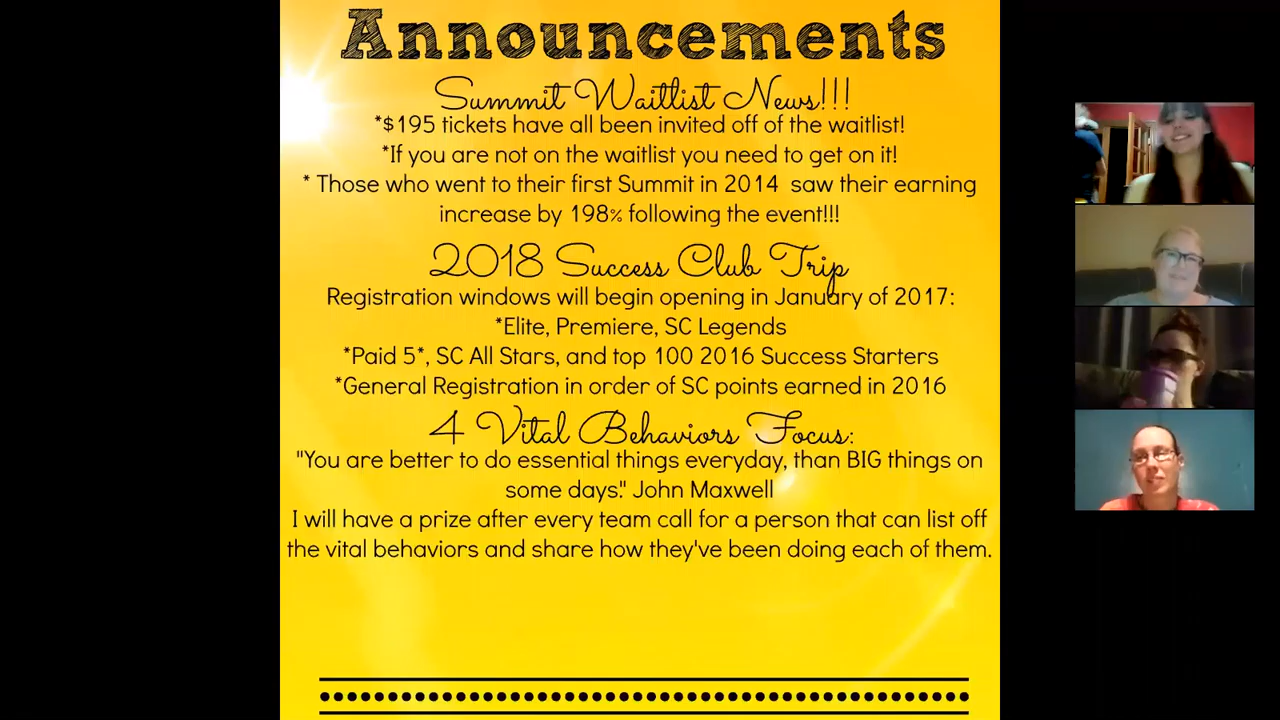 Announcements
Summit Waitlist News!!!
*$195 tickets have all been invited off of the waitlist!
*If you are not on the waitlist you need to get on it!
* Those who went to their first Summit in 2014 saw their earning
increase by 198% following the event!!!
2018 Success Club Trip
Registration windows will begin opening in January of 2017:
*Elite, Premiere, SC Legends
*Paid 5*, SC All Stars, and top 100 2016 Success Starters
*General Registration in order of SC points earned in 2016
4 Vital Behaviors Focus:
"You are better to do essential things everyday, than BIG things on
some days." John Maxwell
I will have a prize after every team call for a person that can list off
the vital behaviors and share how they've been doing each of them.